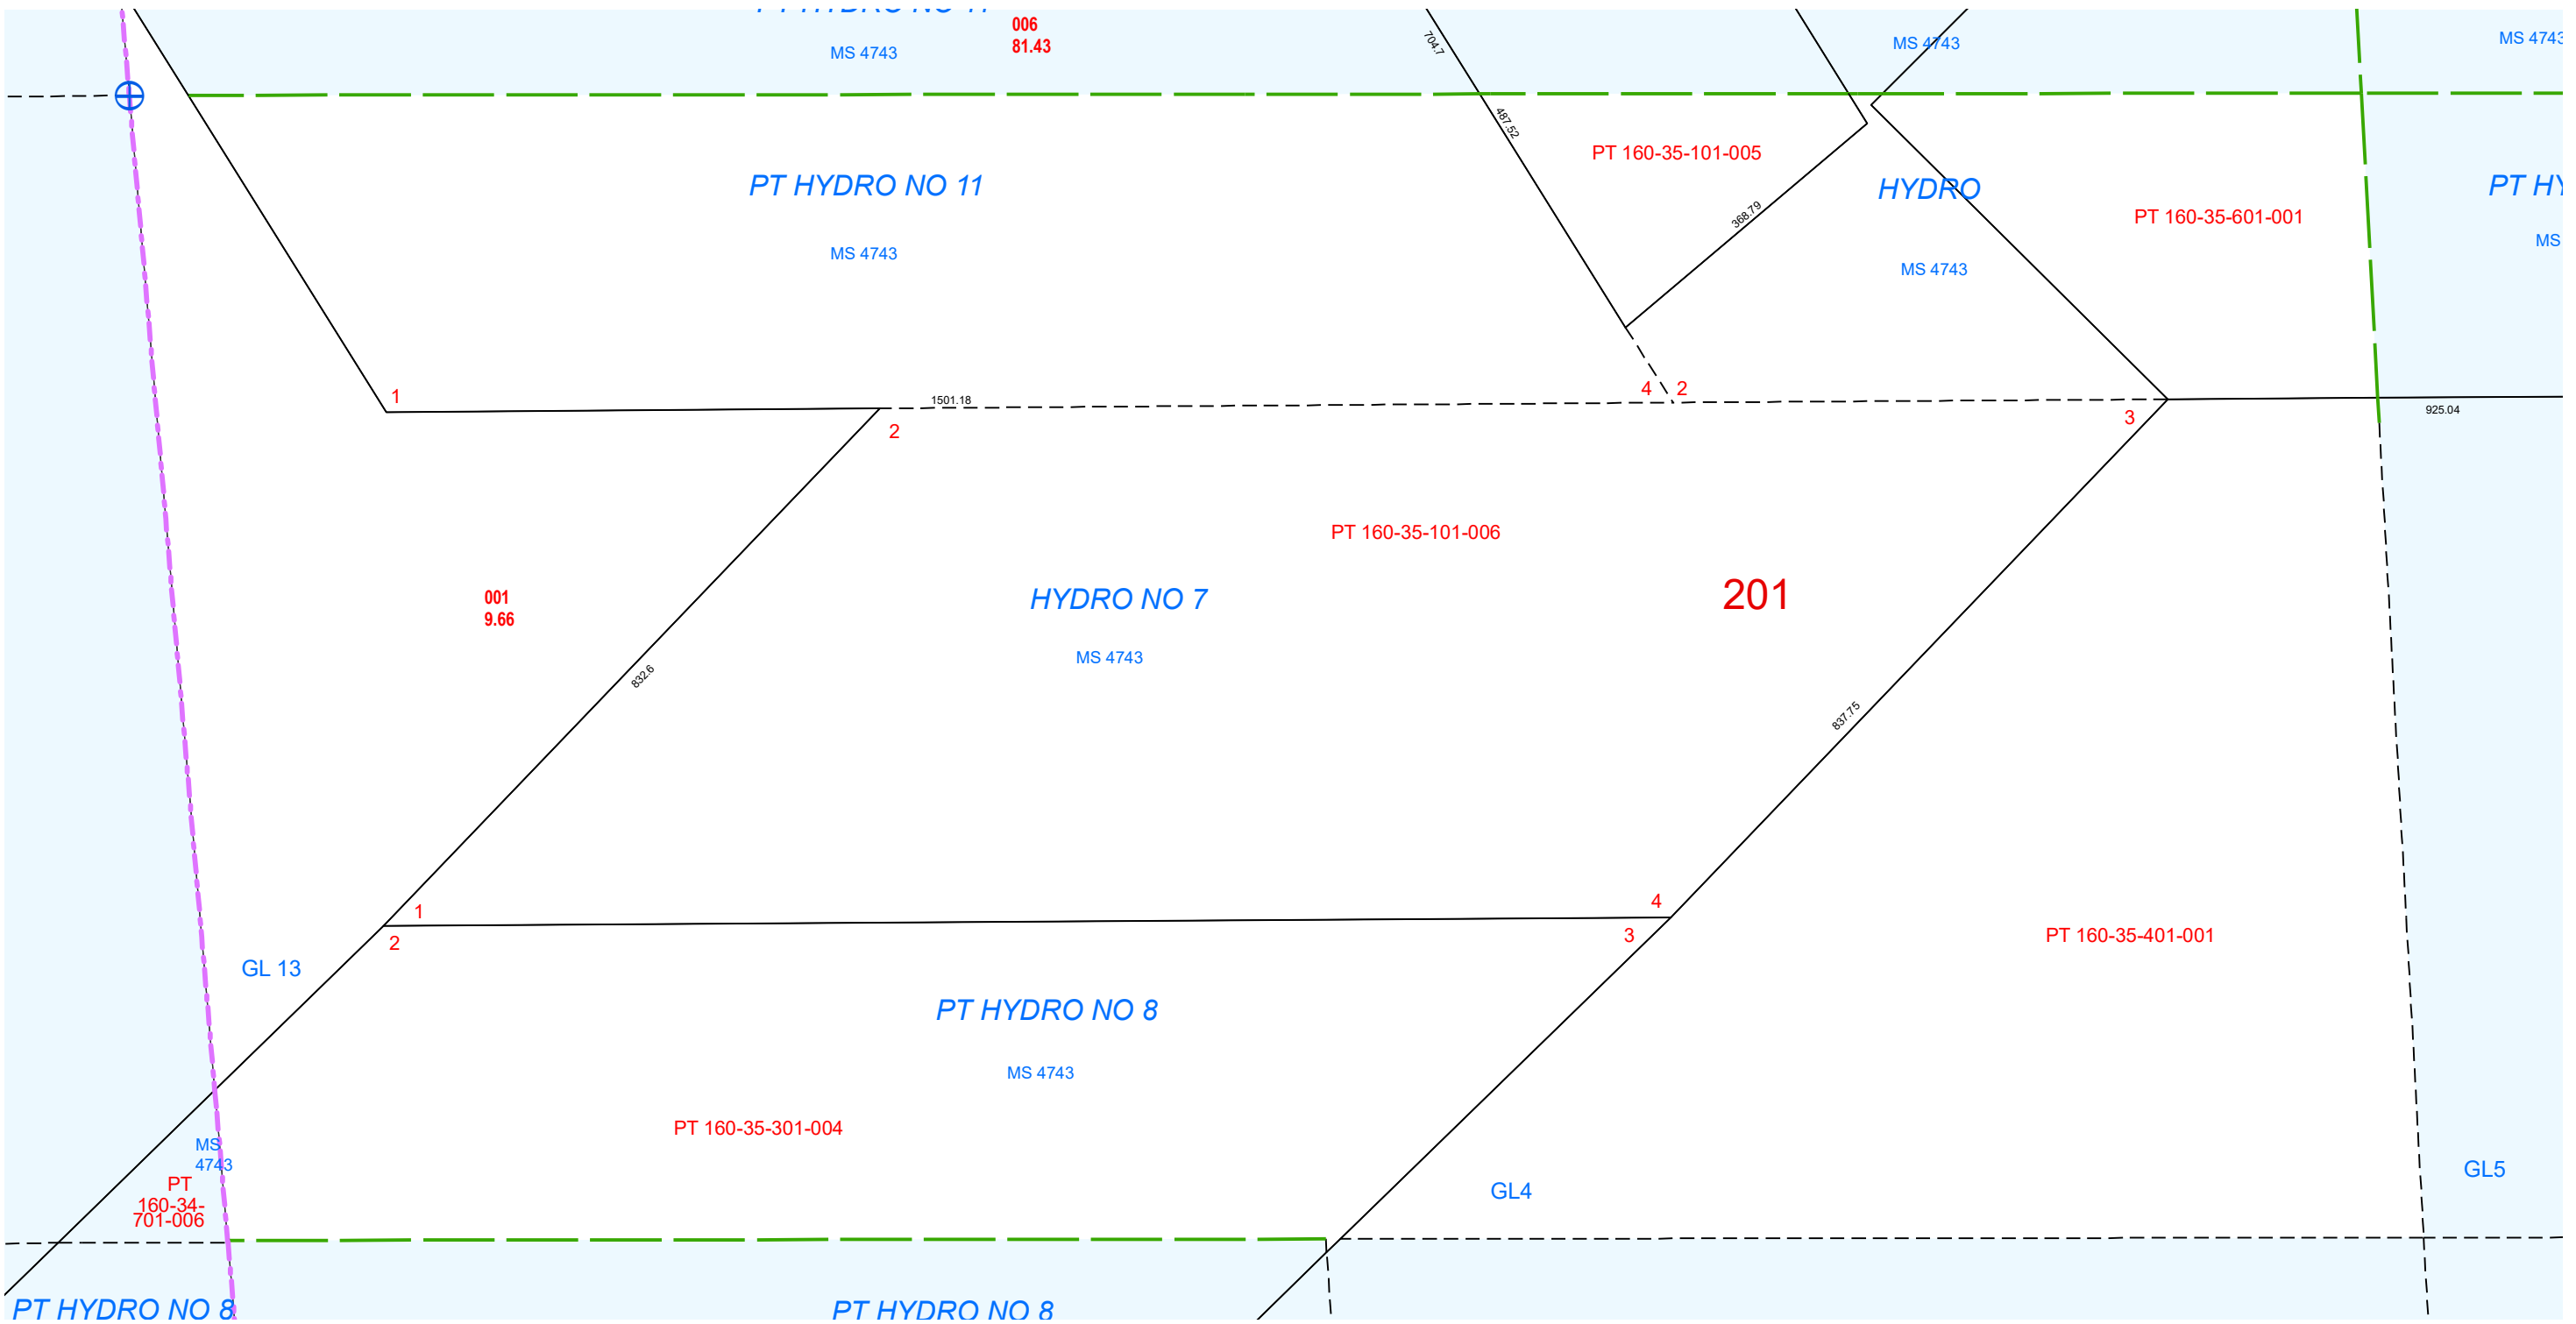 006
81.43
MS 4743
704.7
MS 4743
MS 4743
487.52
PT 160-35-101-005
PT HYDRO NO 11
HYDRO
368.79
PT 160-35-601-001
MS 4743
MS 4743
1
4
2
1501.18
2
3
925.04
PT 160-35-101-006
001
9.66
HYDRO NO 7
201
MS 4743
832.6
837.75
1
4
2
3
PT 160-35-401-001
GL 13
PT HYDRO NO 8
MS 4743
PT 160-35-301-004
MS
4743
PT
160-34-
701-006
GL4
GL5
PT HYDRO NO 8
PT HYDRO NO 8